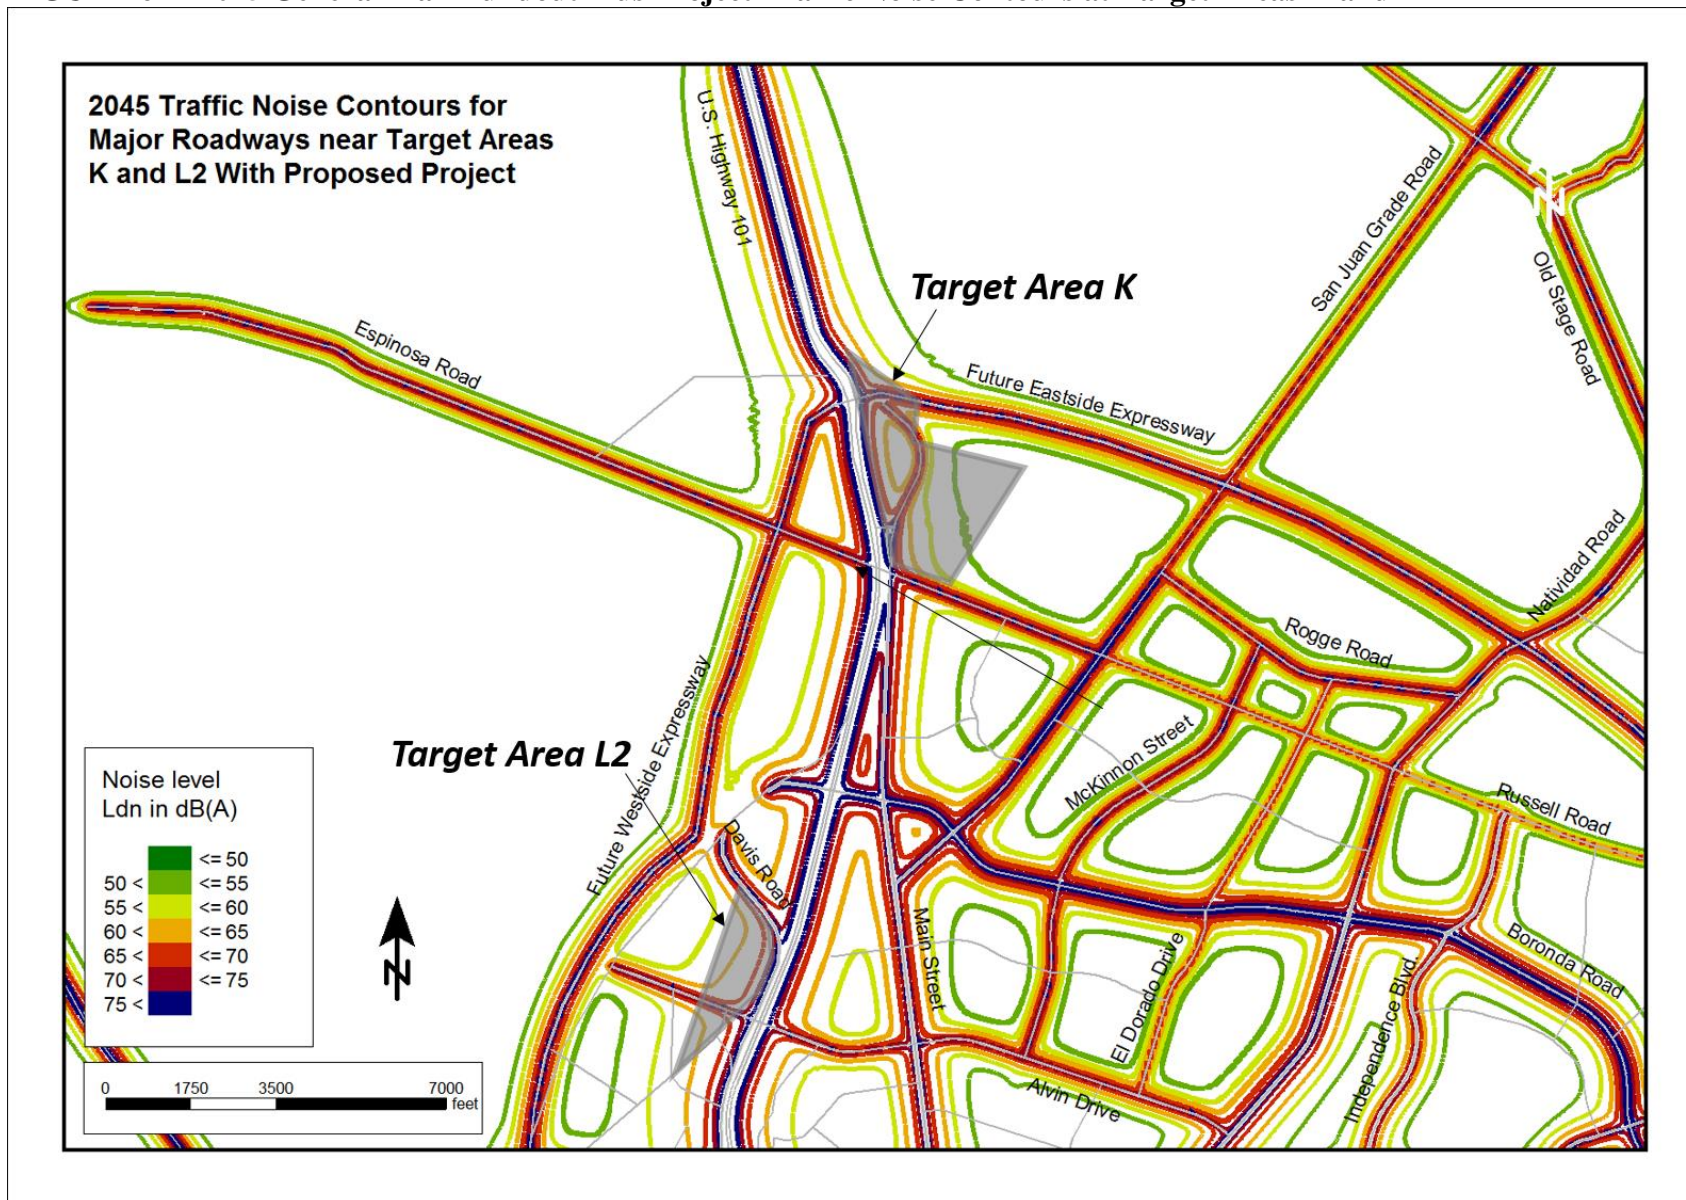 2045 Traffic Noise Contours for
Major Roadways near Target Areas
K and L2 With Proposed Project
U.S. Highway 101
San Juan Grade Road
Old Stage Road
Target Area K
Espinosa Road
Future Eastside Expressway
Natividad Road
Rogge Road
Future Westside Expressway
McKinnon Street
Target Area L2
Russell Road
Davis Road
Main Street
El Dorado Drive
Boronda Road
Independence Blvd.
Alvin Drive
Noise level
Ldn in dB(A)
<= 50
50 < <= 55
55 < <= 60
60 < <= 65
65 < <= 70
70 < <= 75
75 <
N
N
0 1750 3500 7000
feet